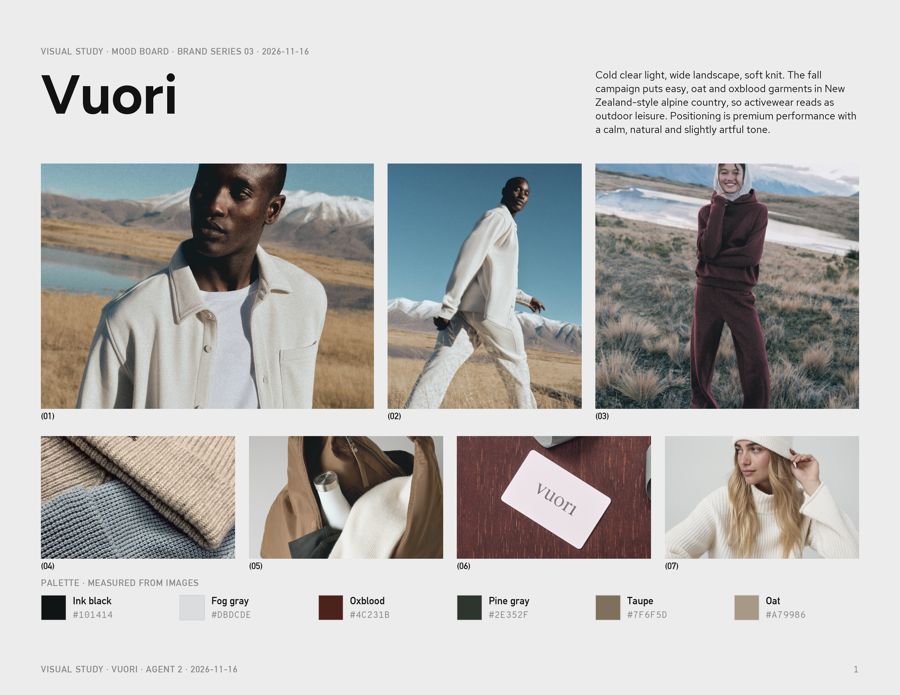 VISUAL STUDY · MOOD BOARD · BRAND SERIES 03 · 2026-11-16
Vuori
Cold clear light, wide landscape, soft knit. The fall
campaign puts easy, oat and oxblood garments in New
Zealand-style alpine country, so activewear reads as
outdoor leisure. Positioning is premium performance with
a calm, natural and slightly artful tone.
(01)
(02)
(03)
vuori
(04)
(05)
(06)
(07)
PALETTE · MEASURED FROM IMAGES
Ink black
#101414
Fog gray
#DBDCDE
Oxblood
#4C231B
Pine gray
#2E352F
Taupe
#7F6F5D
Oat
#A79986
VISUAL STUDY · VUORI · AGENT 2 · 2026-11-16
1